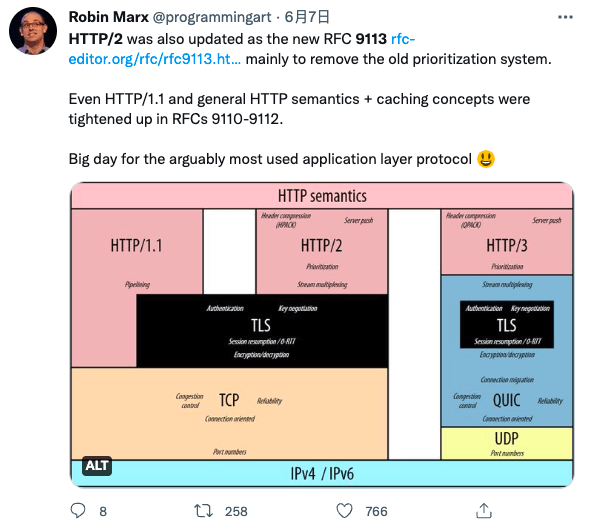 Robin Marx @programmingart · 6月7日
HTTP/2 was also updated as the new RFC 9113 rfc-
editor.org/rfc/rfc9113.ht... mainly to remove the old prioritization system.
Even HTTP/1.1 and general HTTP semantics + caching concepts were
tightened up in RFCs 9110-9112.
Big day for the arguably most used application layer protocol 😃
HTTP semantics
HTTP/1.1
Pipelining
Header compression
(HPACK)
Server push
HTTP/2
Prioritization
Stream multiplexing
Header compression
(QPACK)
Server push
HTTP/3
Prioritization
Authentication Key negotiation
TLS
Session resumption / 0-RTT
Encryption/decryption
Stream multiplexing
Authentication Key negotiation
TLS
Session resumption / 0-RTT
Encryption/decryption
Connection migration
Congestion
control
TCP
Reliability
Connection oriented
Port numbers
Congestion
control
QUIC
Reliability
Connection oriented
UDP
Port numbers
ALT
IPv4 / IPv6
8
258
766